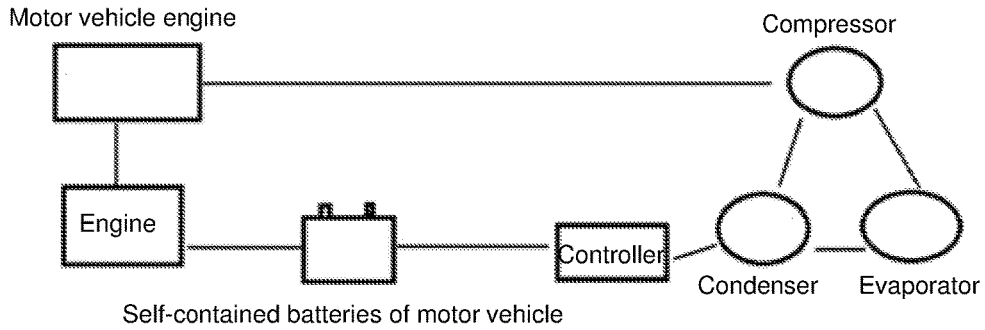 Motor vehicle engine
Compressor
Engine
Controller
Condenser
Evaporator
Self-contained batteries of motor vehicle